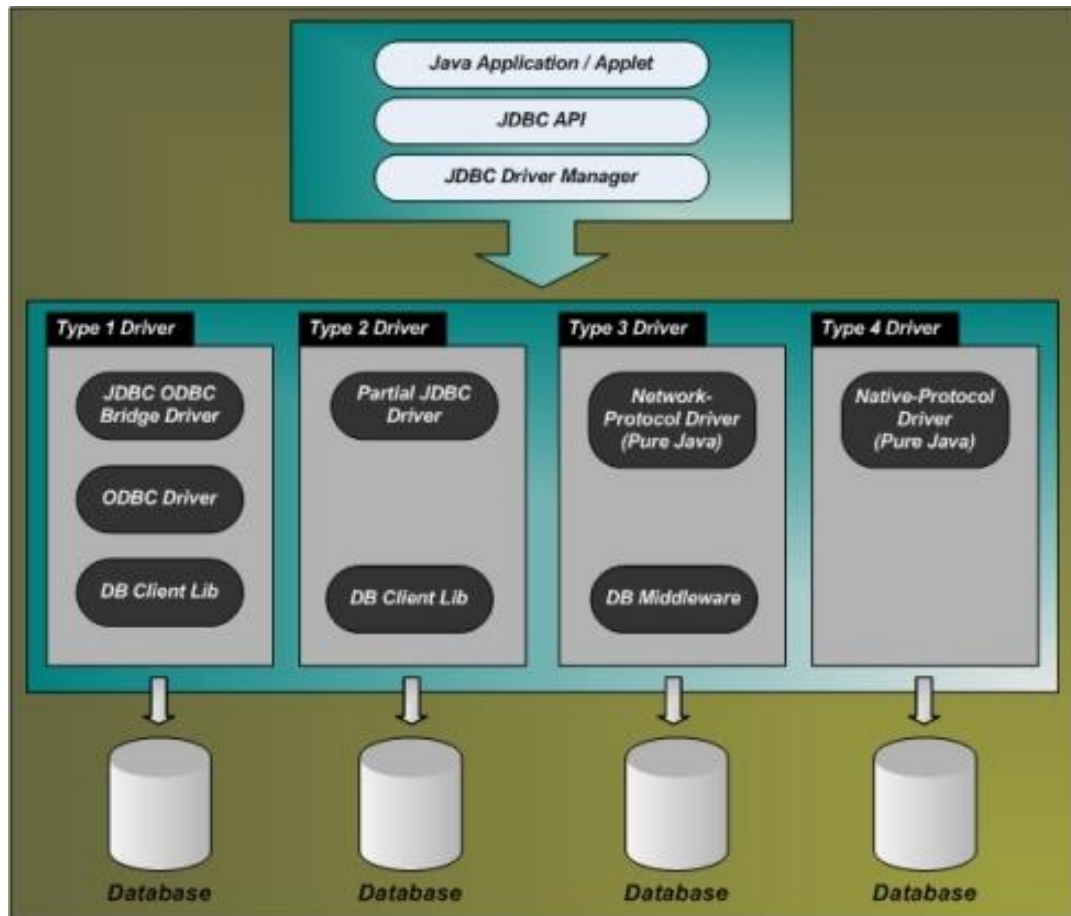 Java Application / Applet
JDBC API
JDBC Driver Manager
Type 1 Driver
JDBC ODBC
Bridge Driver
ODBC Driver
DB Client Lib
Type 2 Driver
Partial JDBC
Driver
DB Client Lib
Type 3 Driver
Network-
Protocol Driver
(Pure Java)
DB Middleware
Type 4 Driver
Native-Protocol
Driver
(Pure Java)
Database
Database
Database
Database